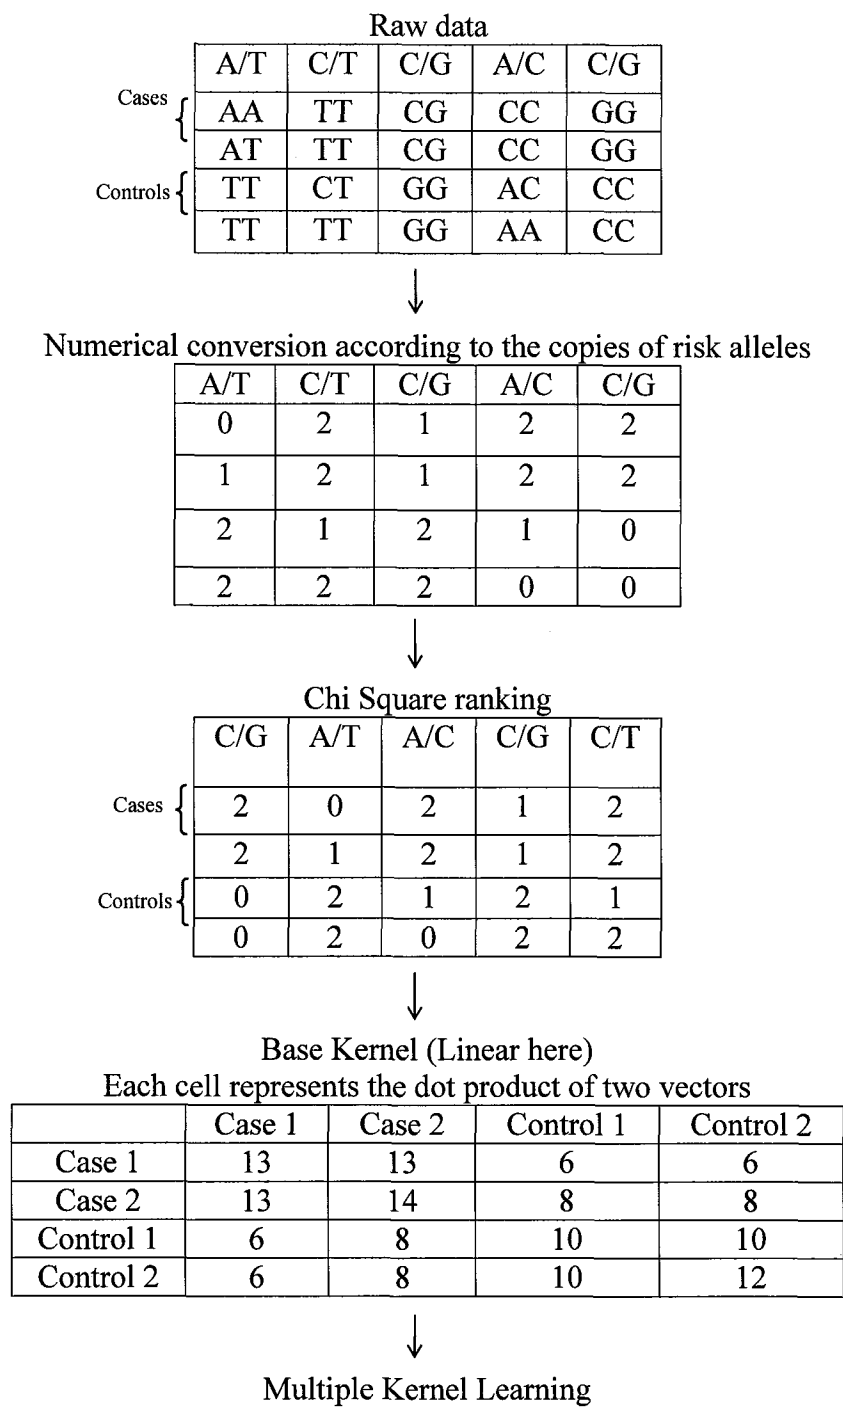 Raw data
A/T C/T C/G A/C C/G
Cases
AA TT CG CC GG
AT TT CG CC GG
Controls
TT CT GG AC CC
TT TT GG AA CC
Numerical conversion according to the copies of risk alleles
A/T C/T C/G A/C C/G
0 2 1 2 2
1 2 1 2 2
2 1 2 1 0
2 2 2 0 0
Chi Square ranking
C/G A/T A/C C/G C/T
Cases
2 0 2 1 2
2 1 2 1 2
Controls
0 2 1 2 1
0 2 0 2 2
Base Kernel (Linear here)
Each cell represents the dot product of two vectors
Case 1 Case 2 Control 1 Control 2
Case 1 13 13 6 6
Case 2 13 14 8 8
Control 1 6 8 10 10
Control 2 6 8 10 12
Multiple Kernel Learning